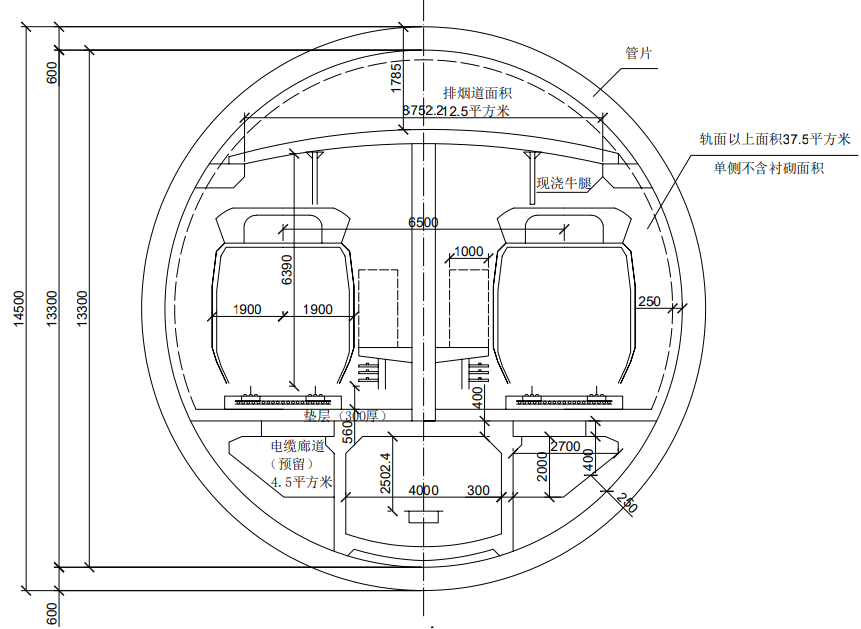 管片
600
1785
排烟道面积
8752.2
12.5平方米
轨面以上面积37.5平方米
单侧不含衬砌面积
现浇牛腿
6500
1000
6390
14500
13300
13300
1900
1900
250
400
垫层（300厚）
560
电缆廊道
（预留）
4.5平方米
2502.4
4000
300
2000
2700
400
250
600